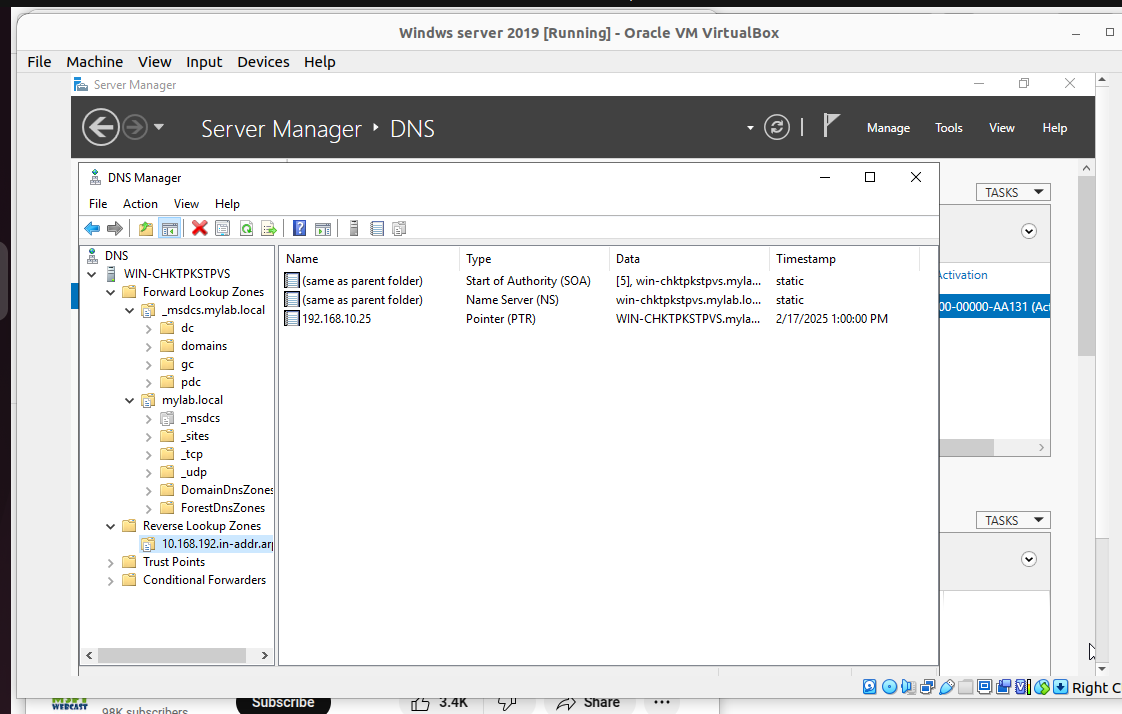 Windws server 2019 [Running] - Oracle VM VirtualBox
File Machine View Input Devices Help
Server Manager
Server Manager DNS
Manage Tools View Help
DNS Manager
File Action View Help
TASKS
DNS
WIN-CHKTPKSTPVS
Forward Lookup Zones
_msdcs.mylab.local
dc
domains
gc
pdc
mylab.local
_msdcs
_sites
_tcp
_udp
DomainDnsZones
ForestDnsZones
Reverse Lookup Zones
10.168.192.in-addr.arp
Trust Points
Conditional Forwarders
Name Type Data Timestamp
(same as parent folder) Start of Authority (SOA) [5], win-chktpkstpvs.myla... static
(same as parent folder) Name Server (NS) win-chktpkstpvs.mylab.lo... static
192.168.10.25 Pointer (PTR) WIN-CHKTPKSTPVS.myla... 2/17/2025 1:00:00 PM
Activation
00-00000-AA131 (Act
TASKS
Right C
WEBCAST
98K subscribers
Subscribe
3.4K
Share